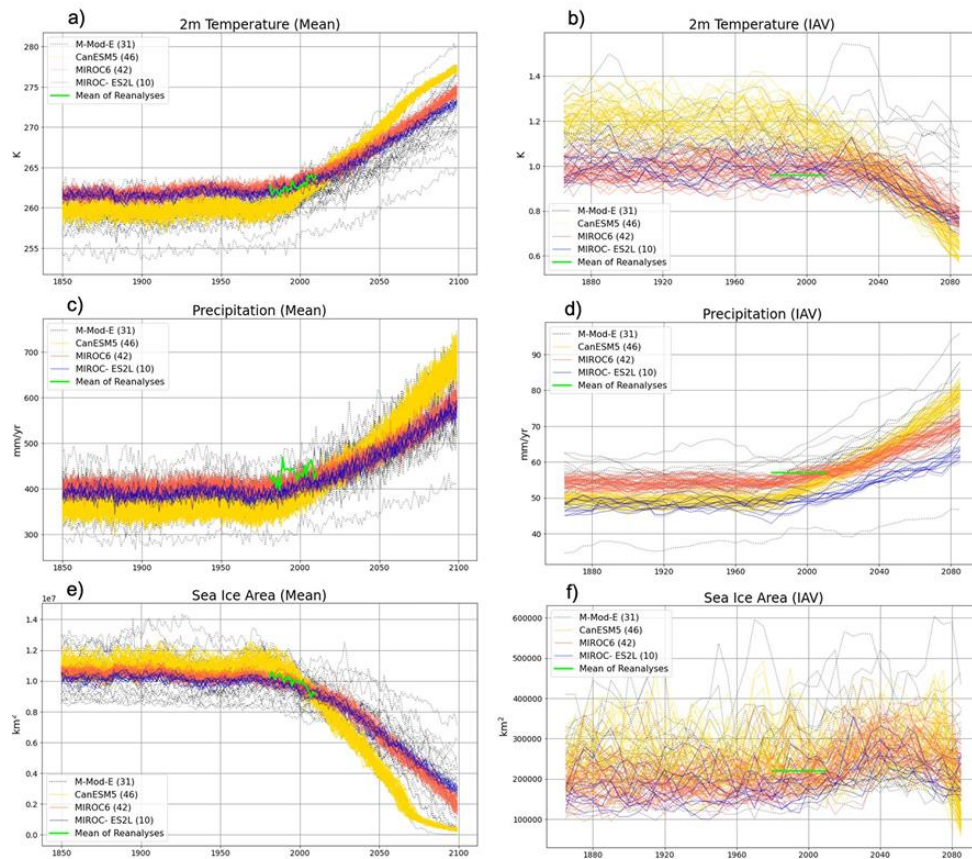 a)
2m Temperature (Mean)
M-Mod-E (31)
CanESM5 (46)
MIROC6 (42)
MIROC- ES2L (10)
Mean of Reanalyses
K
280
275
270
265
260
255
1850
1900
1950
2000
2050
2100
b)
2m Temperature (IAV)
K
1.4
1.2
1.0
0.8
0.6
M-Mod-E (31)
CanESM5 (46)
MIROC6 (42)
MIROC- ES2L (10)
Mean of Reanalyses
1880
1920
1960
2000
2040
2080
c)
Precipitation (Mean)
M-Mod-E (31)
CanESM5 (46)
MIROC6 (42)
MIROC- ES2L (10)
Mean of Reanalyses
mm/yr
700
600
500
400
300
1850
1900
1950
2000
2050
2100
d)
Precipitation (IAV)
M-Mod-E (31)
CanESM5 (46)
MIROC6 (42)
MIROC- ES2L (10)
Mean of Reanalyses
mm/yr
90
80
70
60
50
40
1880
1920
1960
2000
2040
2080
e)
Sea Ice Area (Mean)
1e7
km²
1.4
1.2
1.0
0.8
0.6
0.4
0.2
0.0
M-Mod-E (31)
CanESM5 (46)
MIROC6 (42)
MIROC- ES2L (10)
Mean of Reanalyses
1850
1900
1950
2000
2050
2100
f)
Sea Ice Area (IAV)
M-Mod-E (31)
CanESM5 (46)
MIROC6 (42)
MIROC- ES2L (10)
Mean of Reanalyses
km²
600000
500000
400000
300000
200000
100000
1880
1920
1960
2000
2040
2080